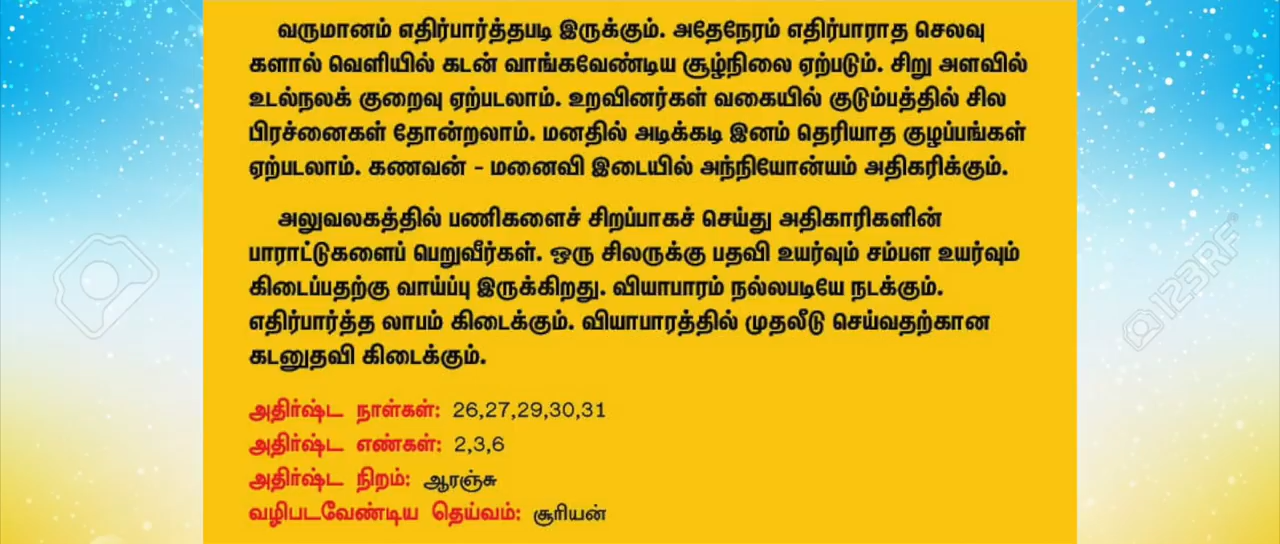 வருமானம் எதிர்பார்த்தபடி இருக்கும். அதேநேரம் எதிர்பாராத செலவு
களால் வெளியில் கடன் வாங்கவேண்டிய சூழ்நிலை ஏற்படும். சிறு அளவில்
உடல்நலக் குறைவு ஏற்படலாம். உறவினர்கள் வகையில் குடும்பத்தில் சில
பிரச்னைகள் தோன்றலாம். மனதில் அடிக்கடி இனம் தெரியாத குழப்பங்கள்
ஏற்படலாம். கணவன் - மனைவி இடையில் அந்நியோன்யம் அதிகரிக்கும்.
அலுவலகத்தில் பணிகளைச் சிறப்பாகச் செய்து அதிகாரிகளின்
பாராட்டுகளைப் பெறுவீர்கள். ஒரு சிலருக்கு பதவி உயர்வும் சம்பள உயர்வும்
கிடைப்பதற்கு வாய்ப்பு இருக்கிறது. வியாபாரம் நல்லபடியே நடக்கும்.
எதிர்பார்த்த லாபம் கிடைக்கும். வியாபாரத்தில் முதலீடு செய்வதற்கான
கடனுதவி கிடைக்கும்.
அதிர்ஷ்ட நாள்கள்: 26,27,29,30,31
அதிர்ஷ்ட எண்கள்: 2,3,6
அதிர்ஷ்ட நிறம்: ஆரஞ்சு
வழிபடவேண்டிய தெய்வம்: சூரியன்
123RF